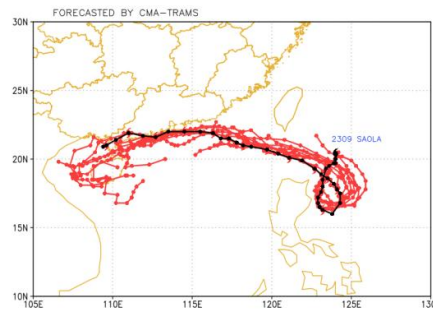 FORECASTED BY CMA-TRAMS
30N
2309 SAOLA
25N
20N
15N
10N
105E 110E 115E 120E 125E 130